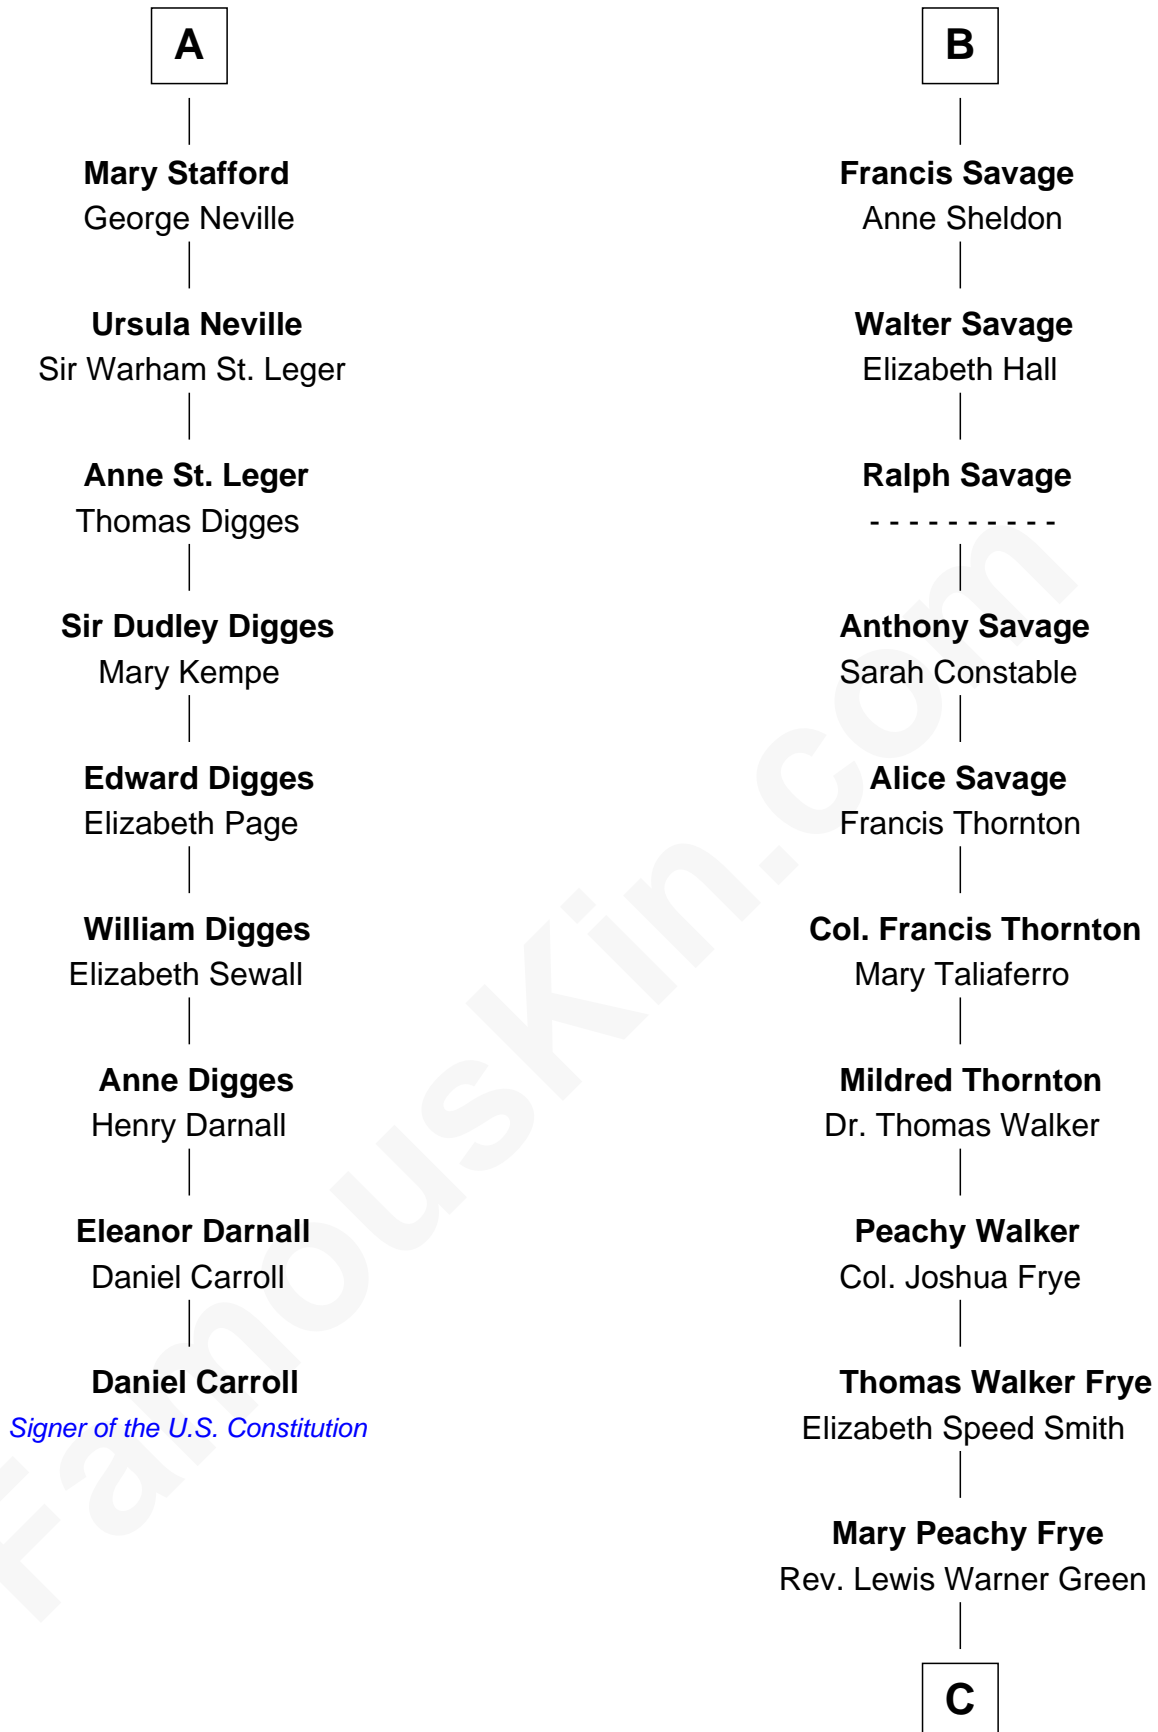 A
Mary Stafford
George Neville
Ursula Neville
Sir Warham St. Leger
Anne St. Leger
Thomas Digges
Sir Dudley Digges
Mary Kempe
Edward Digges
Elizabeth Page
William Digges
Elizabeth Sewall
Anne Digges
Henry Darnall
Eleanor Darnall
Daniel Carroll
Daniel Carroll
Signer of the U.S. Constitution
B
Francis Savage
Anne Sheldon
Walter Savage
Elizabeth Hall
Ralph Savage
- - - - - - - - - -
Anthony Savage
Sarah Constable
Alice Savage
Francis Thornton
Col. Francis Thornton
Mary Taliaferro
Mildred Thornton
Dr. Thomas Walker
Peachy Walker
Col. Joshua Frye
Thomas Walker Frye
Elizabeth Speed Smith
Mary Peachy Frye
Rev. Lewis Warner Green
C
FamousKin.com